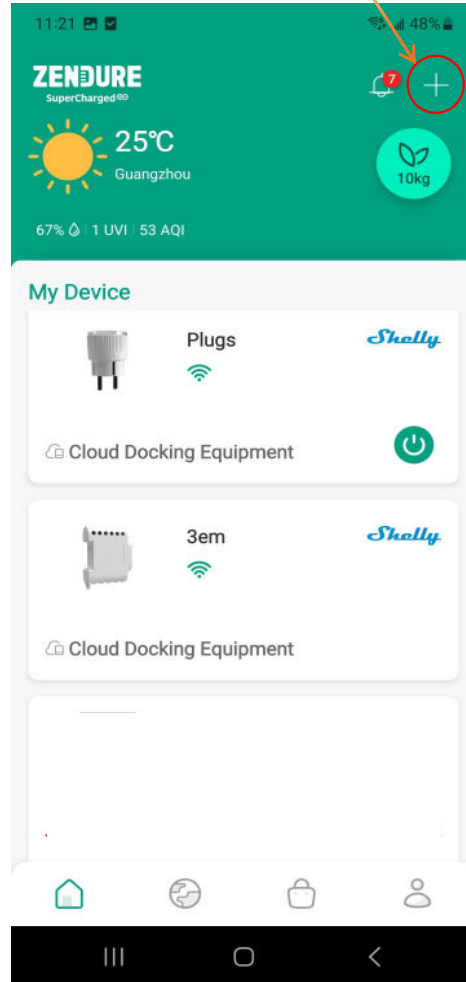 11:21
48%
ZENDURE
SuperCharged
7
25°C
Guangzhou
10kg
67% 1 UVI 53 AQI
My Device
Plugs
Shelly
Cloud Docking Equipment
3em
Shelly
Cloud Docking Equipment